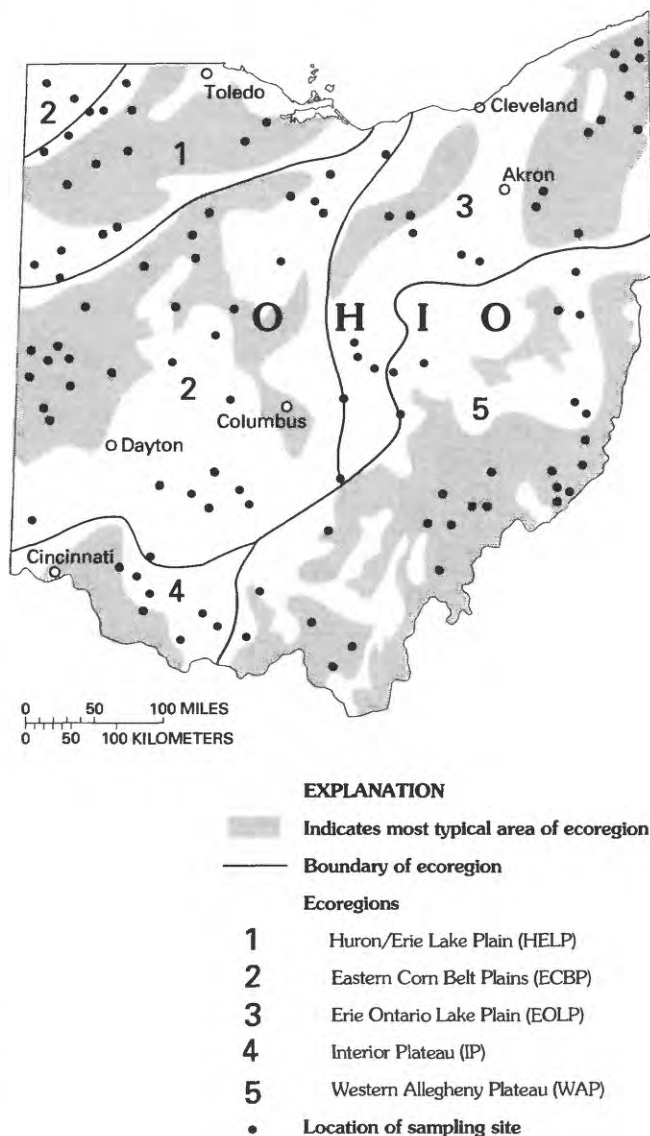 2
Toledo
Cleveland
1
Akron
3
O H I O
2
Columbus
5
Dayton
Cincinnati
4
0 50 100 MILES
0 50 100 KILOMETERS
EXPLANATION
Indicates most typical area of ecoregion
Boundary of ecoregion
Ecoregions
1 Huron/Erie Lake Plain (HELP)
2 Eastern Corn Belt Plains (ECBP)
3 Erie Ontario Lake Plain (EOLP)
4 Interior Plateau (IP)
5 Western Allegheny Plateau (WAP)
Location of sampling site